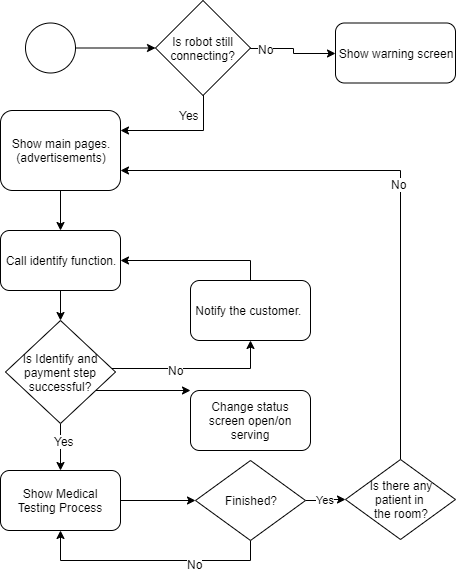 Is robot still
connecting?
No
Show warning screen
Yes
Show main pages.
(advertisements)
No
Call identify function.
Notify the customer.
Is Identify and
payment step
successful?
No
Change status
screen open/on
serving
Yes
Show Medical
Testing Process
Finished?
Yes
Is there any
patient in
the room?
No